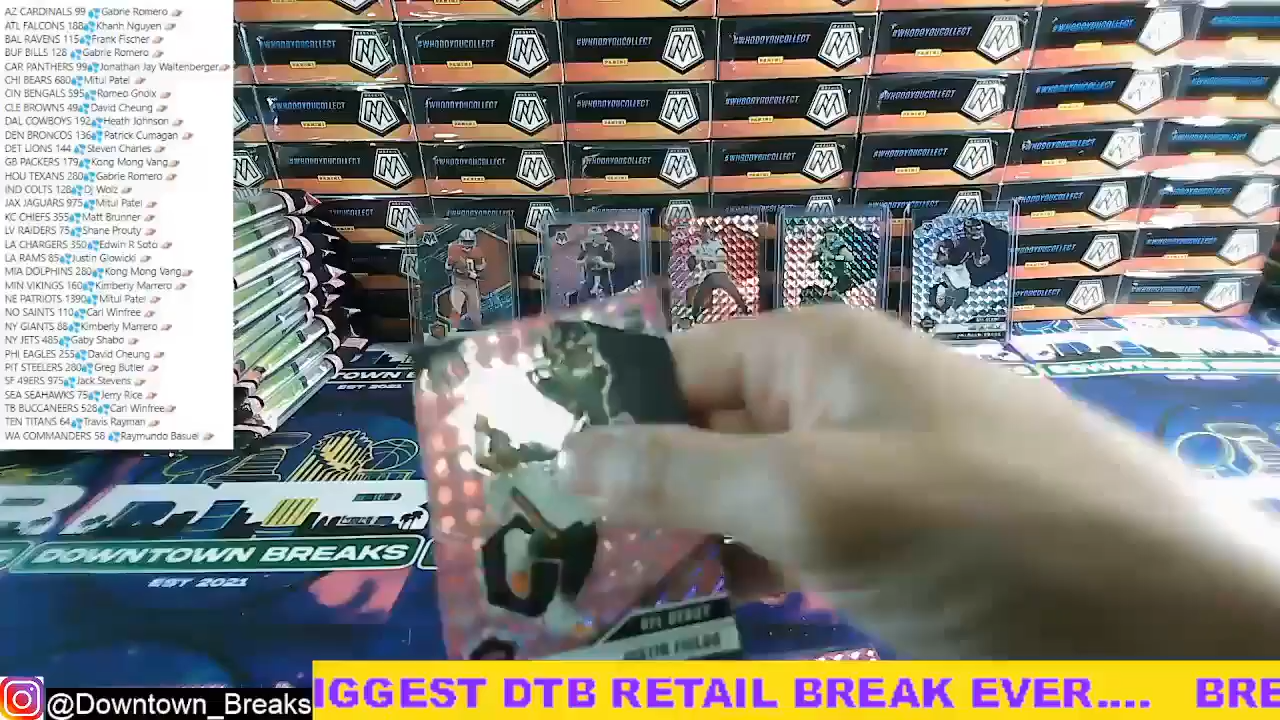 AZ CARDINALS 99 Gabrie Romero
ATL FALCONS 188 Khanh Nguyen
BAL RAVENS 115 Frank Fischer
BUF BILLS 128 Gabrie Romero
CAR PANTHERS 99 Jonathan Jay Waltenberger
CHI BEARS 680 Mitul Patel
CIN BENGALS 595 Romeo Gnoix
CLE BROWNS 49 David Cheung
DAL COWBOYS 192 Heath Johnson
DEN BRONCOS 136 Patrick Cumagan
DET LIONS 144 Steven Charles
GB PACKERS 179 Kong Mong Vang
HOU TEXANS 280 Gabrie Romero
IND COLTS 128 DJ Wolz
JAX JAGUARS 975 Mitul Patel
KC CHIEFS 355 Matt Brunner
LV RAIDERS 75 Shane Prouty
LA CHARGERS 350 Edwin R Soto
LA RAMS 85 Justin Glowicki
MIA DOLPHINS 280 Kong Mong Vang
MIN VIKINGS 160 Kimberly Marrero
NE PATRIOTS 1390 Mitul Patel
NO SAINTS 110 Carl Winfree
NY GIANTS 88 Kimberly Marrero
NY JETS 485 Gaby Shabo
PHI EAGLES 255 David Cheung
PIT STEELERS 280 Greg Butler
SF 49ERS 975 Jack Stevens
SEA SEAHAWKS 75 Jerry Rice
TB BUCCANEERS 528 Carl Winfree
TEN TITANS 64 Travis Rayman
WA COMMANDERS 58 Raymundo Basuel
#WHODOYOUCOLLECT
PANINI
DTB
DOWNTOWN BREAKS
EST 2021
NFL DEBUT
JUSTIN FIELDS
@Downtown_Breaks
IGGEST DTB RETAIL BREAK EVER.... BRE